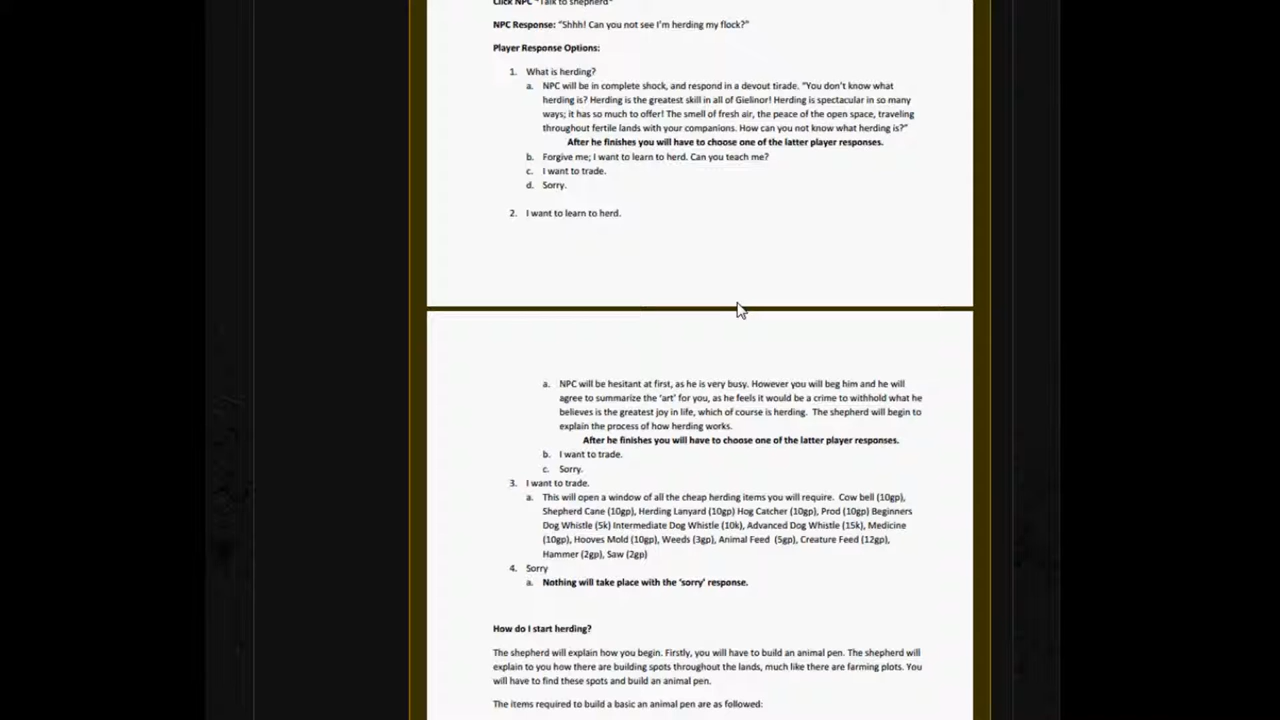 Click NPC "Talk to shepherd"
NPC Response: "Shhh! Can you not see I'm herding my flock?"
Player Response Options:
1. What is herding?
a. NPC will be in complete shock, and respond in a devout tirade. "You don't know what
herding is? Herding is the greatest skill in all of Gielinor! Herding is spectacular in so many
ways; it has so much to offer! The smell of fresh air, the peace of the open space, traveling
throughout fertile lands with your companions. How can you not know what herding is?"
After he finishes you will have to choose one of the latter player responses.
b. Forgive me; I want to learn to herd. Can you teach me?
c. I want to trade.
d. Sorry.
2. I want to learn to herd.
a. NPC will be hesitant at first, as he is very busy. However you will beg him and he will
agree to summarize the 'art' for you, as he feels it would be a crime to withhold what he
believes is the greatest joy in life, which of course is herding. The shepherd will begin to
explain the process of how herding works.
After he finishes you will have to choose one of the latter player responses.
b. I want to trade.
c. Sorry.
3. I want to trade.
a. This will open a window of all the cheap herding items you will require. Cow bell (10gp),
Shepherd Cane (10gp), Herding Lanyard (10gp) Hog Catcher (10gp), Prod (10gp) Beginners
Dog Whistle (5k) Intermediate Dog Whistle (10k), Advanced Dog Whistle (15k), Medicine
(10gp), Hooves Mold (10gp), Weeds (3gp), Animal Feed (5gp), Creature Feed (12gp),
Hammer (2gp), Saw (2gp)
4. Sorry
a. Nothing will take place with the 'sorry' response.
How do I start herding?
The shepherd will explain how you begin. Firstly, you will have to build an animal pen. The shepherd will
explain to you how there are building spots throughout the lands, much like there are farming plots. You
will have to find these spots and build an animal pen.
The items required to build a basic an animal pen are as followed: